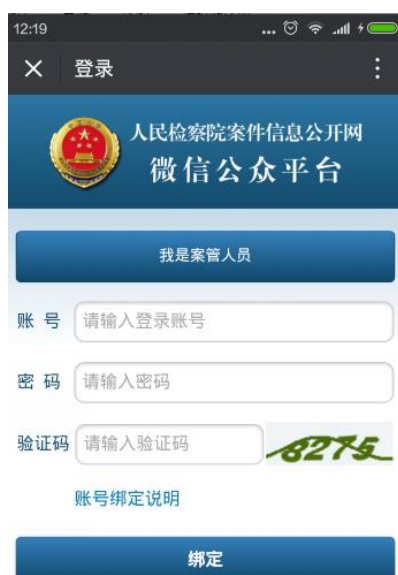 12:19
登录
人民检察院案件信息公开网
微信公众平台
我是案管人员
账 号 请输入登录账号
密 码 请输入密码
验证码 请输入验证码 8275
账号绑定说明
绑定